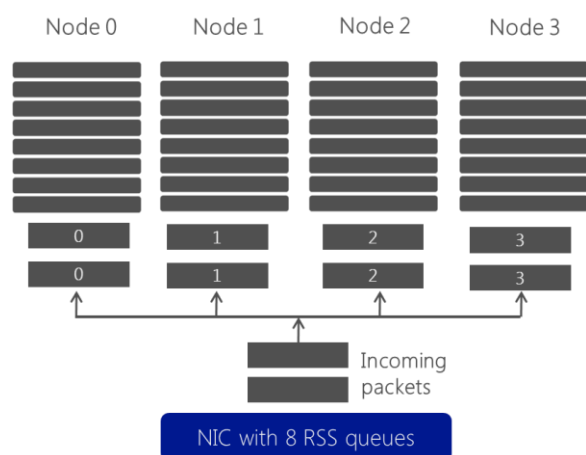 Node 0 Node 1 Node 2 Node 3
0 1 2 3
0 1 2 3
Incoming
packets
NIC with 8 RSS queues